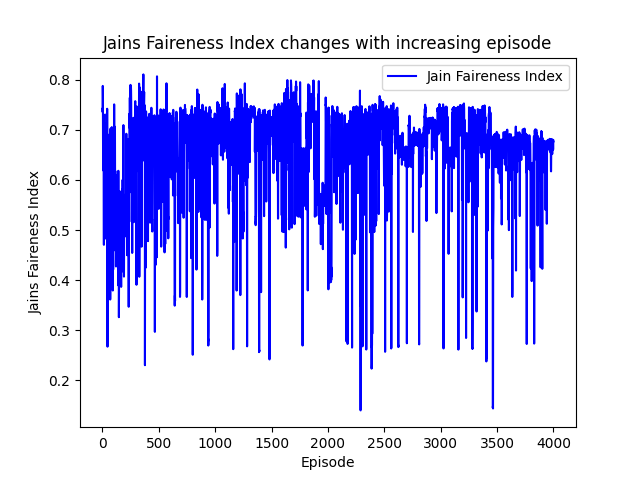 Jains Faireness Index changes with increasing episode
Jain Faireness Index
Jains Faireness Index
0.8
0.7
0.6
0.5
0.4
0.3
0.2
0 500 1000 1500 2000 2500 3000 3500 4000
Episode